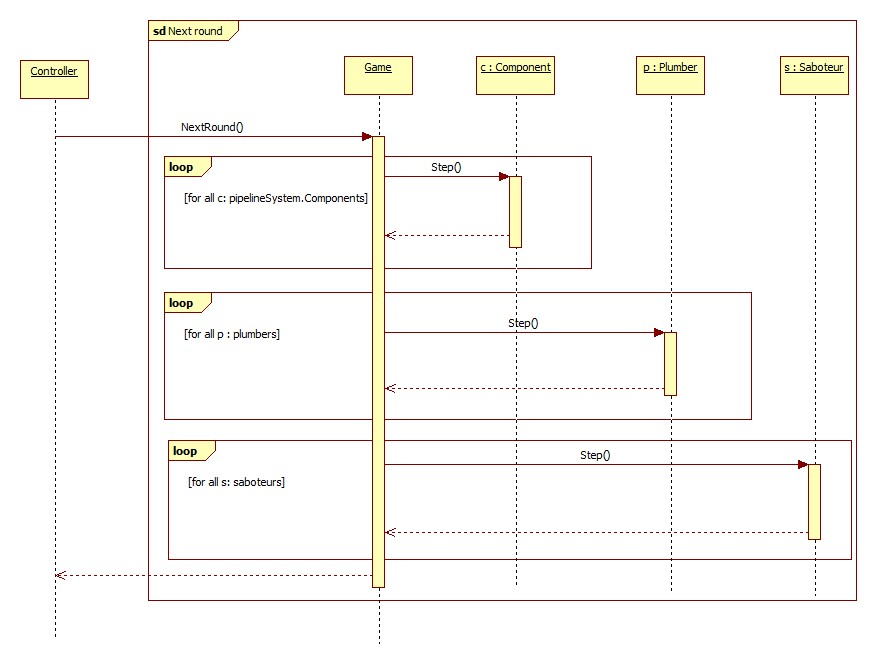 sd Next round
Controller
Game
c : Component
p : Plumber
s : Saboteur
NextRound()
loop
Step()
[for all c: pipelineSystem.Components]
loop
Step()
[for all p : plumbers]
loop
Step()
[for all s: saboteurs]